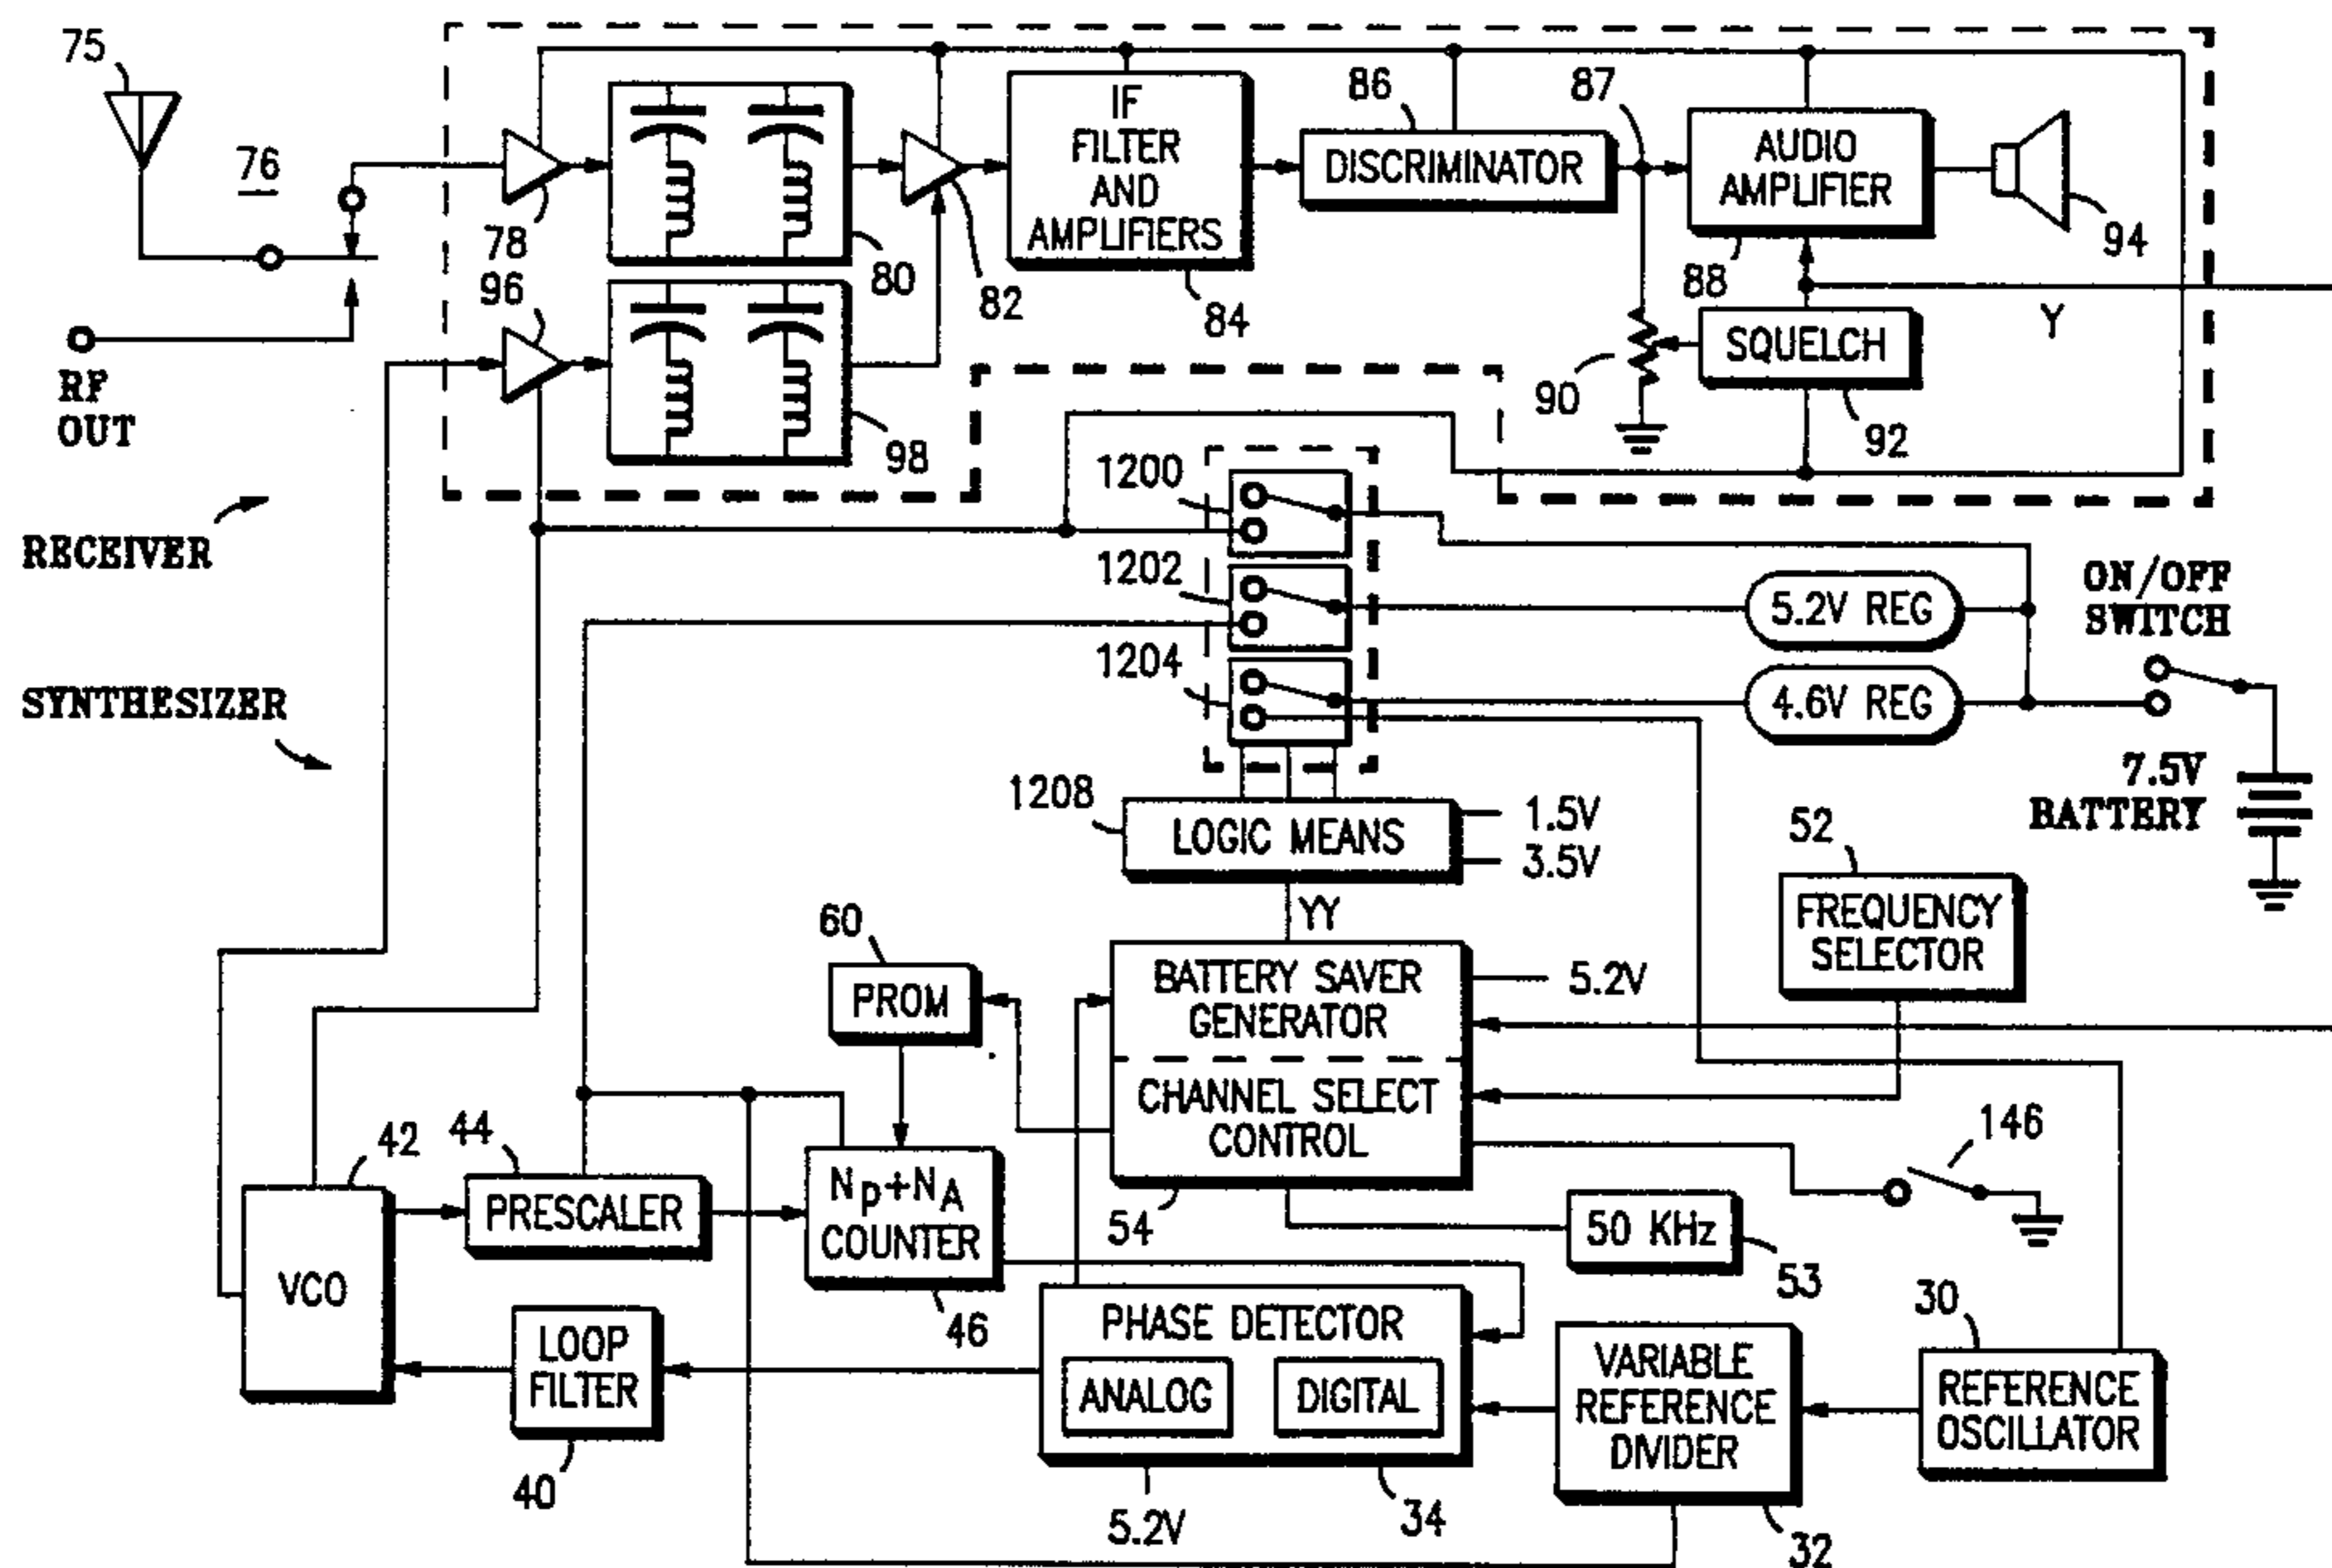 75
76
RF
OUT
RECEIVER
SYNTHESIZER
78
96
80
98
82
IF
FILTER
AND
AMPLIFIERS
84
86
DISCRIMINATOR
87
AUDIO
AMPLIFIER
88
94
90
SQUELCH
92
Y
1200
1202
1204
5.2V REG
4.6V REG
ON/OFF
SWITCH
7.5V
BATTERY
1208
LOGIC MEANS
1.5V
3.5V
YY
52
FREQUENCY
SELECTOR
60
PROM
BATTERY SAVER
GENERATOR
5.2V
CHANNEL SELECT
CONTROL
54
146
50 KHz
53
42
VCO
44
PRESCALER
NP+NA
COUNTER
46
LOOP
FILTER
40
PHASE DETECTOR
ANALOG
DIGITAL
5.2V
34
VARIABLE
REFERENCE
DIVIDER
32
30
REFERENCE
OSCILLATOR